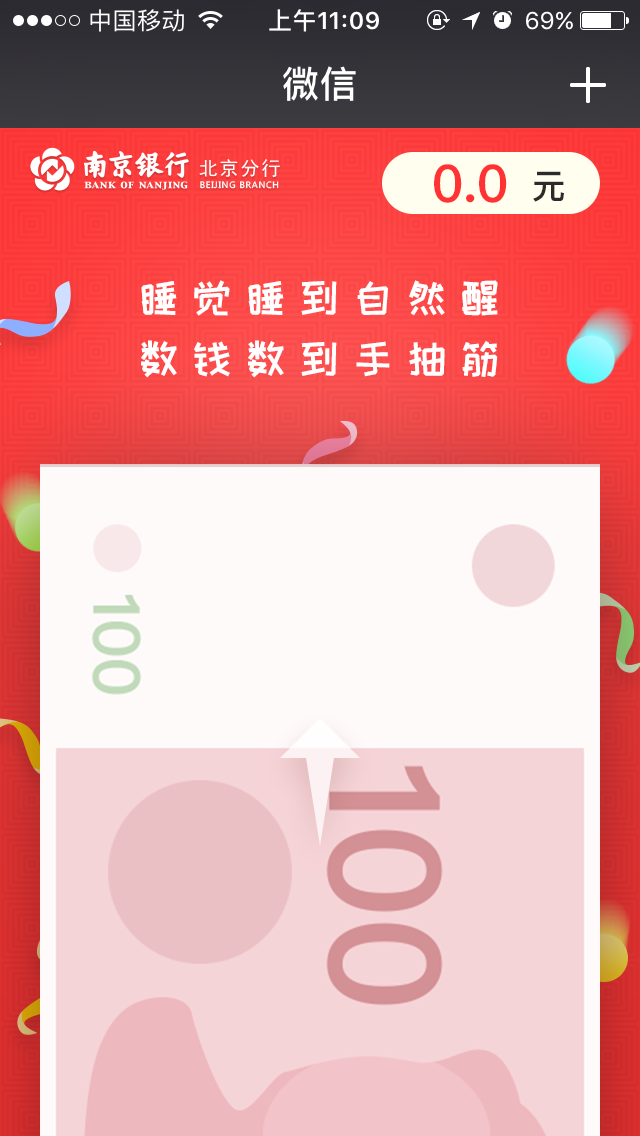 中国移动
上午11:09
69%
微信
南京银行
BANK OF NANJING
北京分行
BEIJING BRANCH
0.0 元
睡觉睡到自然醒
数钱数到手抽筋
100
100